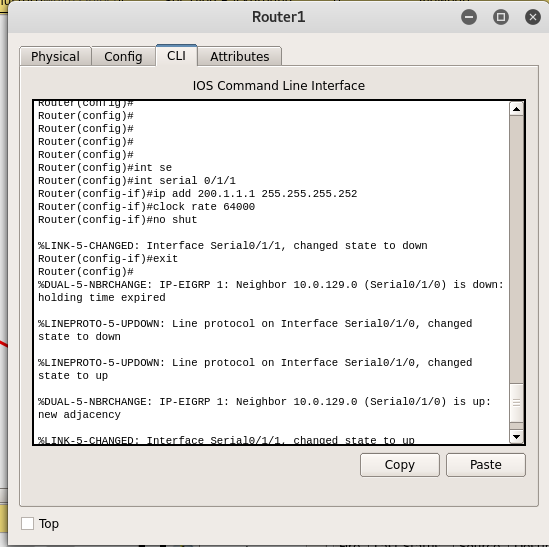 Router1
Physical
Config
CLI
Attributes
IOS Command Line Interface
Router(config)#
Router(config)#
Router(config)#
Router(config)#
Router(config)#
Router(config)#int se
Router(config)#int serial 0/1/1
Router(config-if)#ip add 200.1.1.1 255.255.255.252
Router(config-if)#clock rate 64000
Router(config-if)#no shut
%LINK-5-CHANGED: Interface Serial0/1/1, changed state to down
Router(config-if)#exit
Router(config)#
%DUAL-5-NBRCHANGE: IP-EIGRP 1: Neighbor 10.0.129.0 (Serial0/1/0) is down:
holding time expired
%LINEPROTO-5-UPDOWN: Line protocol on Interface Serial0/1/0, changed
state to down
%LINEPROTO-5-UPDOWN: Line protocol on Interface Serial0/1/0, changed
state to up
%DUAL-5-NBRCHANGE: IP-EIGRP 1: Neighbor 10.0.129.0 (Serial0/1/0) is up:
new adjacency
%LINK-5-CHANGED: Interface Serial0/1/1, changed state to up
Copy
Paste
Top